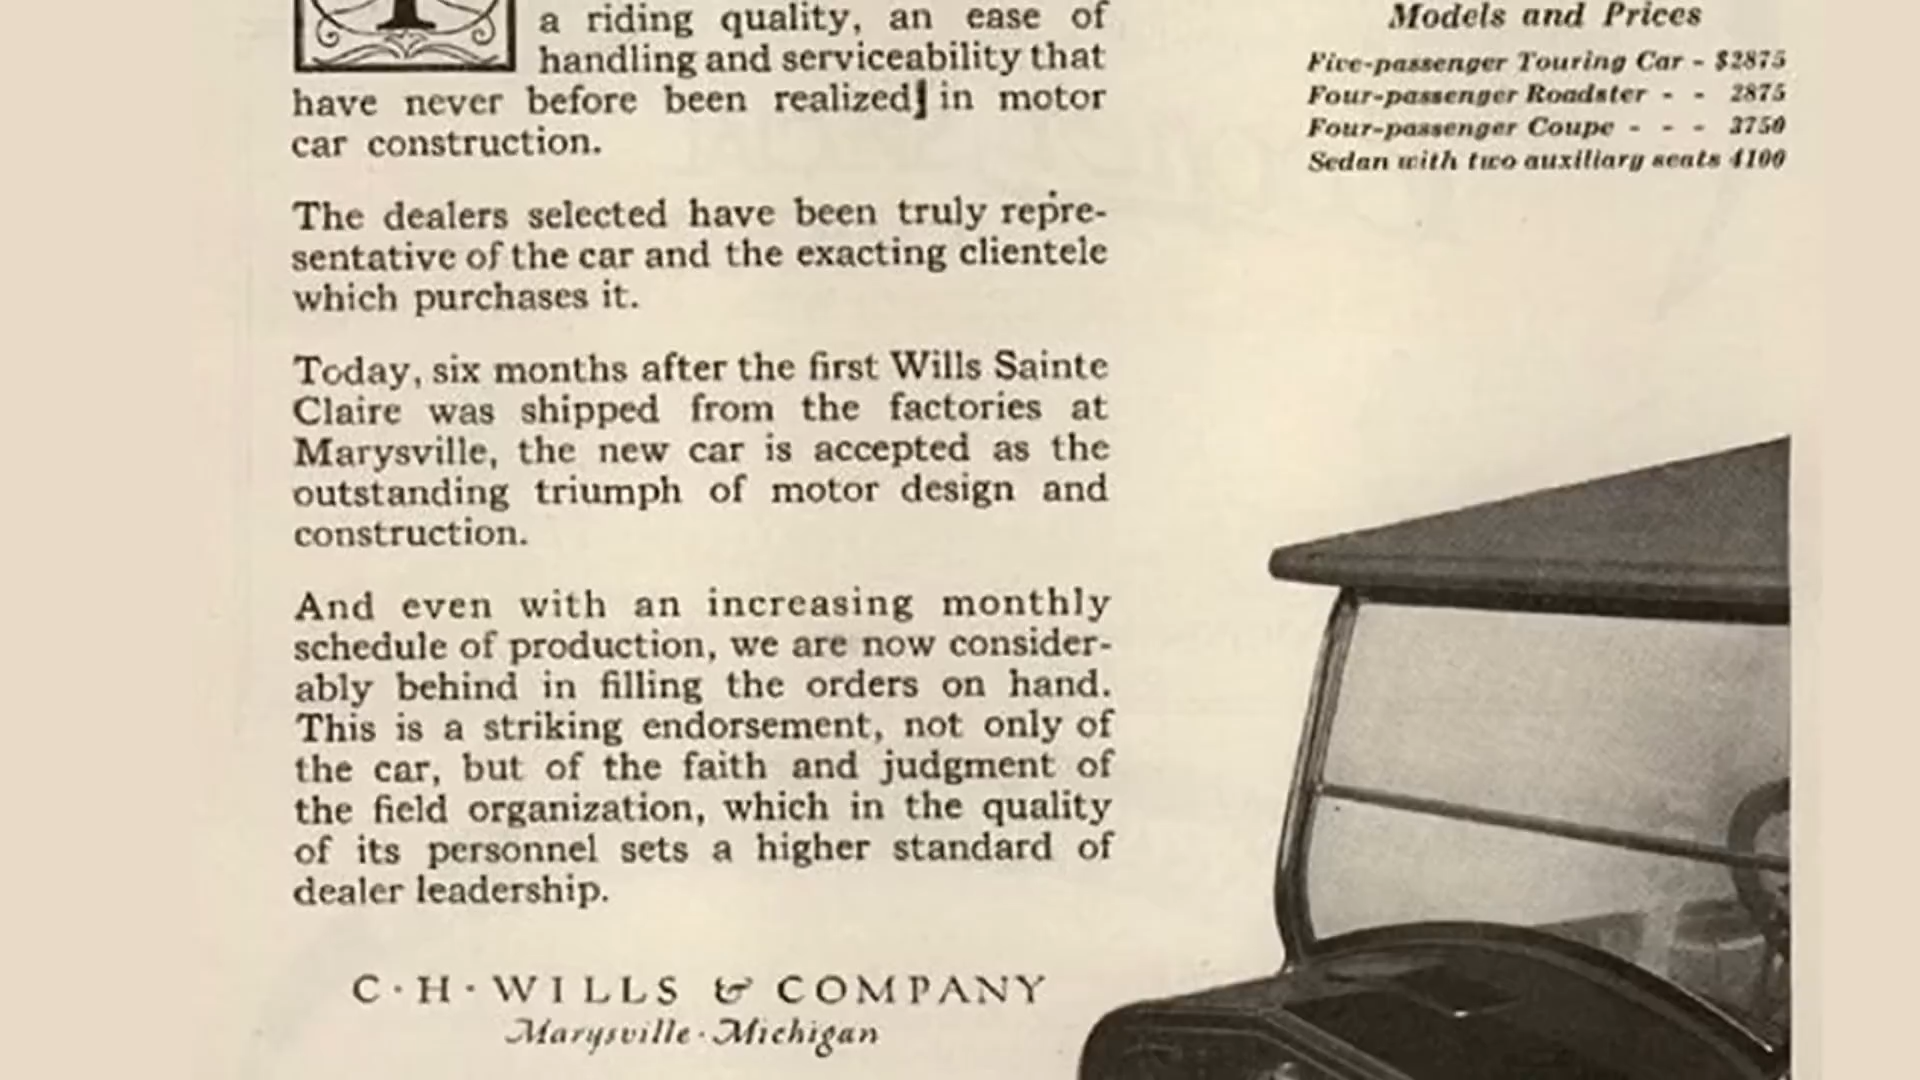 a riding quality, an ease of
handling and serviceability that
have never before been realized in motor
car construction.
The dealers selected have been truly repre-
sentative of the car and the exacting clientele
which purchases it.
Today, six months after the first Wills Sainte
Claire was shipped from the factories at
Marysville, the new car is accepted as the
outstanding triumph of motor design and
construction.
And even with an increasing monthly
schedule of production, we are now consider-
ably behind in filling the orders on hand.
This is a striking endorsement, not only of
the car, but of the faith and judgment of
the field organization, which in the quality
of its personnel sets a higher standard of
dealer leadership.
C·H·WILLS & COMPANY
Marysville·Michigan
Models and Prices
Five-passenger Touring Car - $2875
Four-passenger Roadster - - 2875
Four-passenger Coupe - - - 3750
Sedan with two auxiliary seats 4100